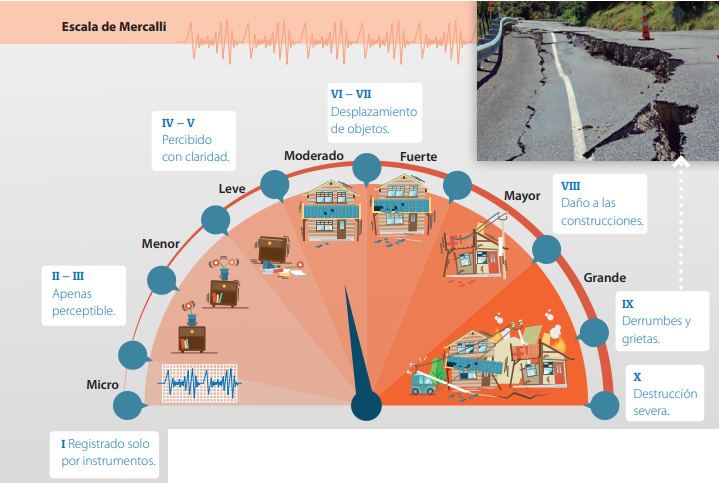 Escala de Mercalli
VI – VII
Desplazamiento
de objetos.
IV – V
Percibido
con claridad.
Moderado
Fuerte
Leve
Mayor
VIII
Daño a las
construcciones.
Menor
Grande
II – III
Apenas
perceptible.
IX
Derrumbes y
grietas.
Micro
X
Destrucción
severa.
I Registrado solo
por instrumentos.